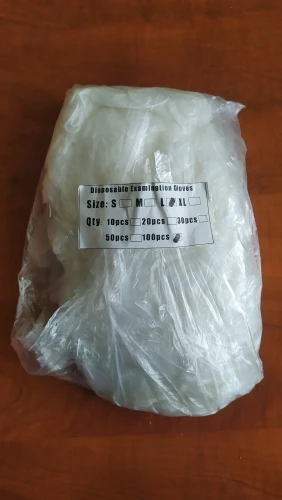 Disposable Examination Gloves
Size: S M L XL
Qty. 10pcs 20pcs 30pcs
50pcs 100pcs